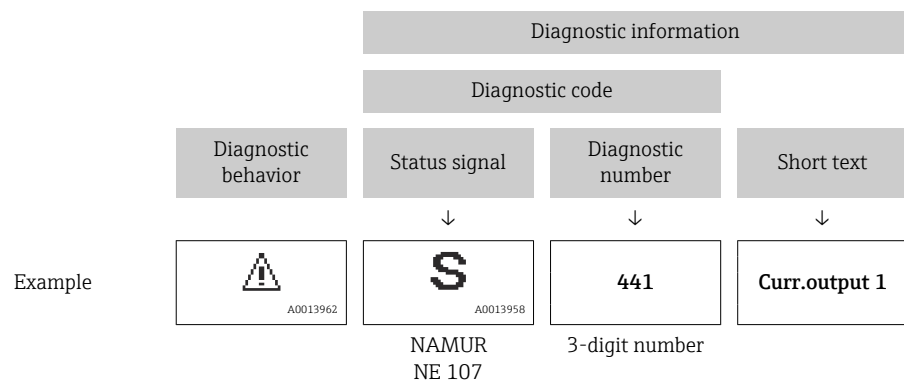 Diagnostic information
Diagnostic code
Diagnostic
behavior
Status signal
Diagnostic
number
Short text
↓ ↓ ↓
Example
A0013962
S
A0013958
441
Curr.output 1
NAMUR
NE 107
3-digit number